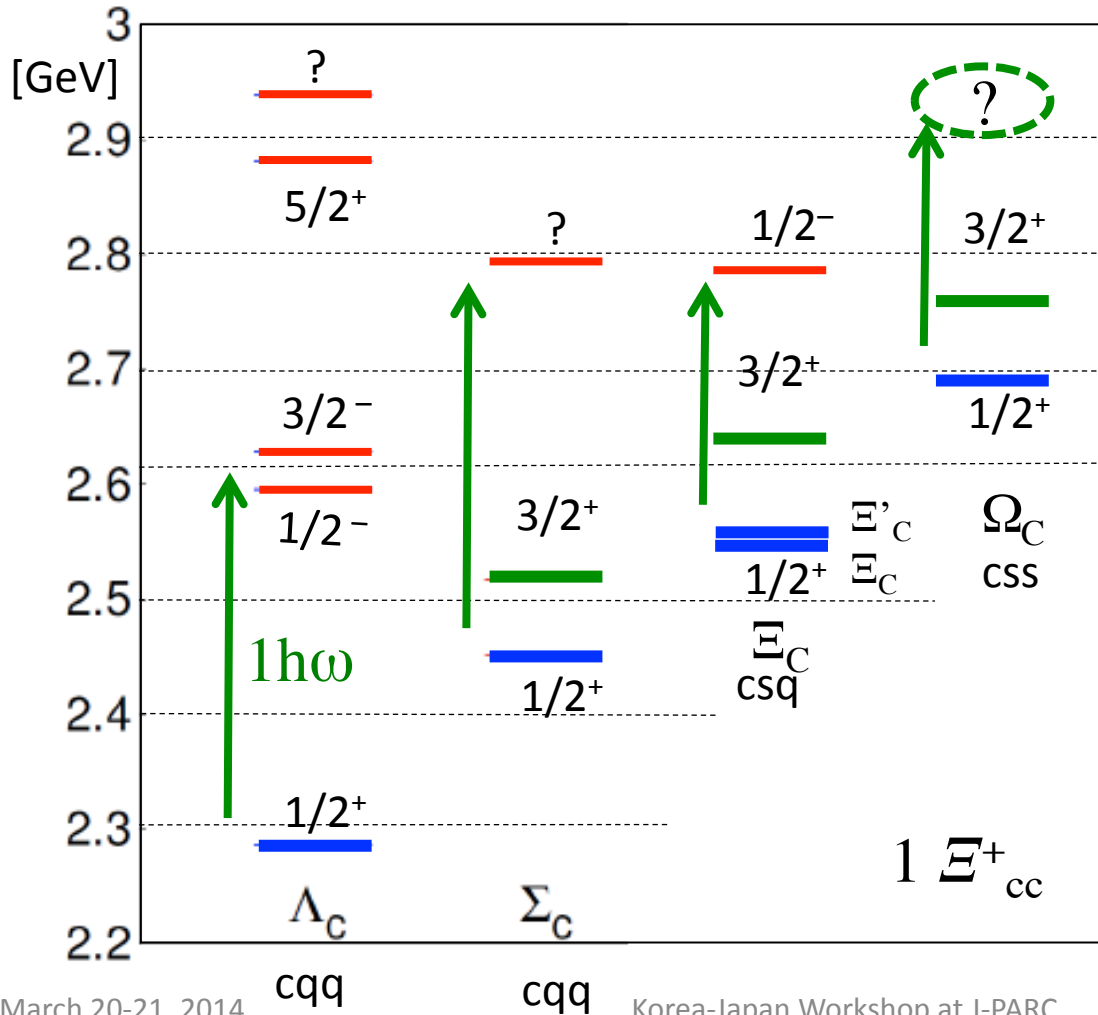 3
[GeV]
?
?
2.9
5/2⁺
?
1/2⁻
3/2⁺
2.8
2.7
3/2⁺
1/2⁺
3/2⁻
2.6
1/2⁻
3/2⁺
Ξ’C
ΩC
1/2⁺
ΞC
css
2.5
1hω
ΞC
1/2⁺
csq
2.4
1/2⁺
2.3
1 Ξ⁺cc
ΛC
ΣC
2.2
cqq
cqq
March 20-21, 2014
Korea-Japan Workshop at J-PARC